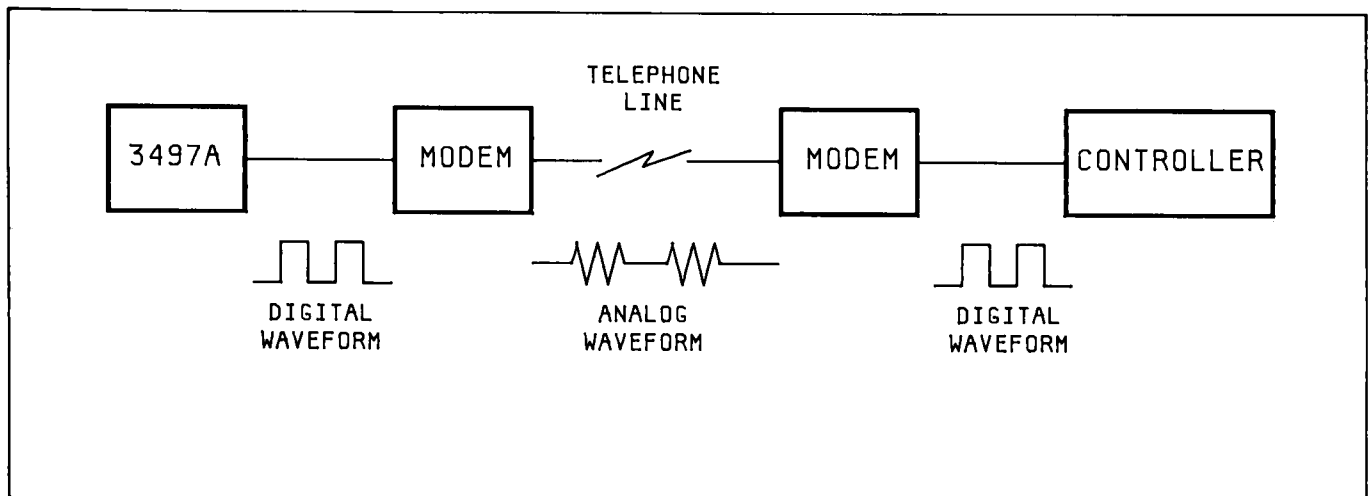 TELEPHONE
LINE
3497A
MODEM
MODEM
CONTROLLER
DIGITAL
WAVEFORM
ANALOG
WAVEFORM
DIGITAL
WAVEFORM